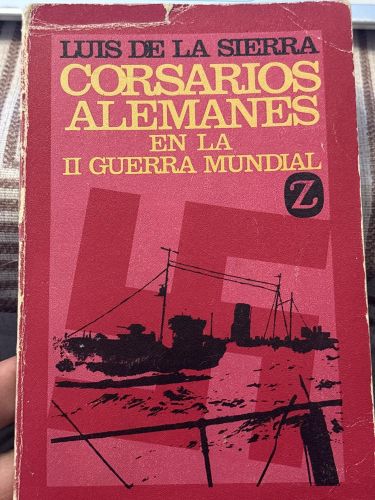 LUIS DE LA SIERRA
CORSARIOS
ALEMANES
EN LA
II GUERRA MUNDIAL
Z